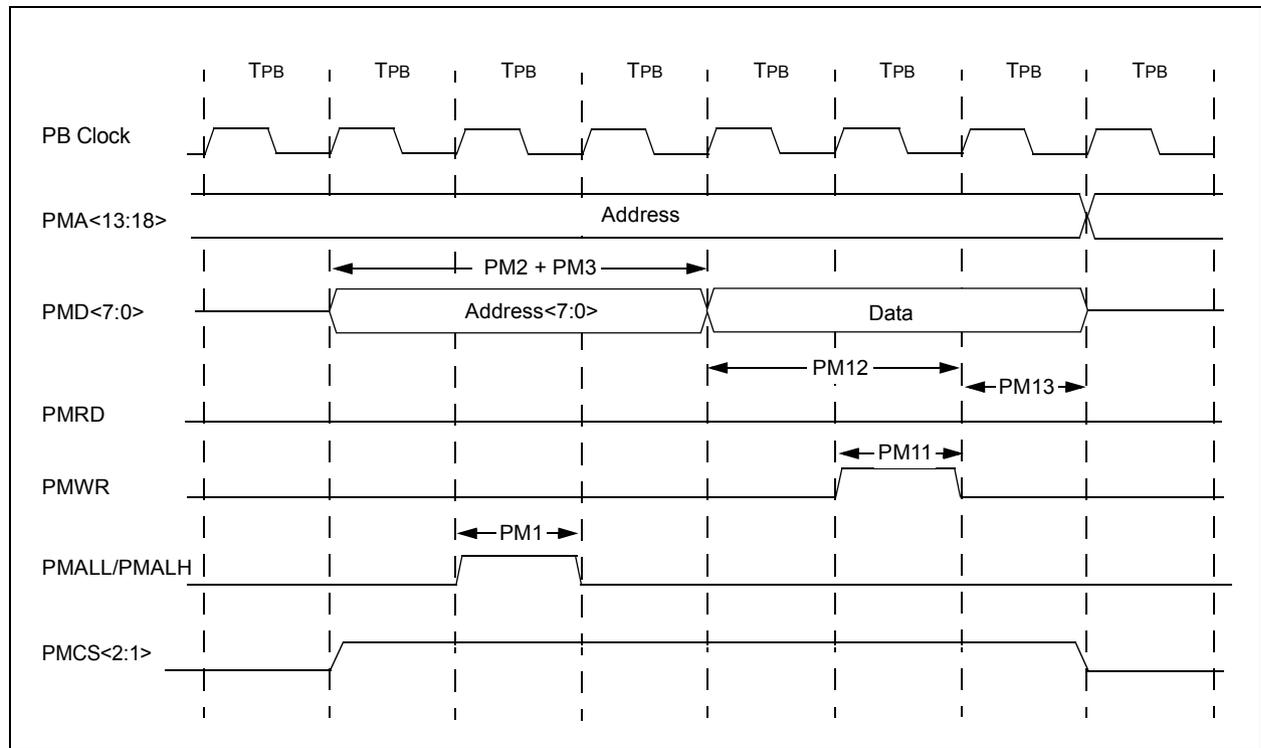 TPB TPB TPB TPB TPB TPB TPB TPB
PB Clock
PMA<13:18>
Address
PM2 + PM3
PMD<7:0>
Address<7:0>
Data
PM12
PM13
PMRD
PM11
PMWR
PM1
PMALL/PMALH
PMCS<2:1>